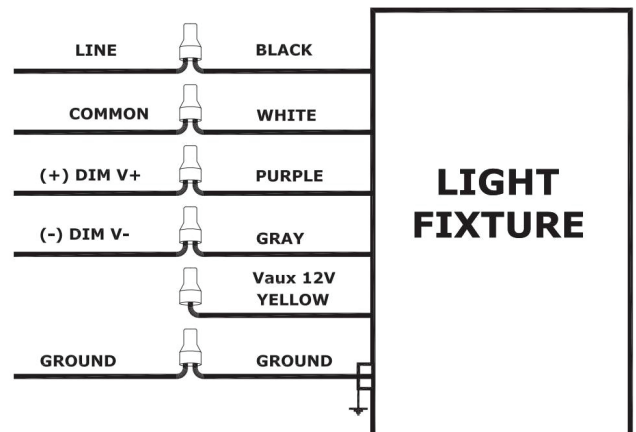 LINE BLACK
COMMON WHITE
(+) DIM V+ PURPLE
(-) DIM V- GRAY
Vaux 12V
YELLOW
GROUND GROUND
LIGHT
FIXTURE